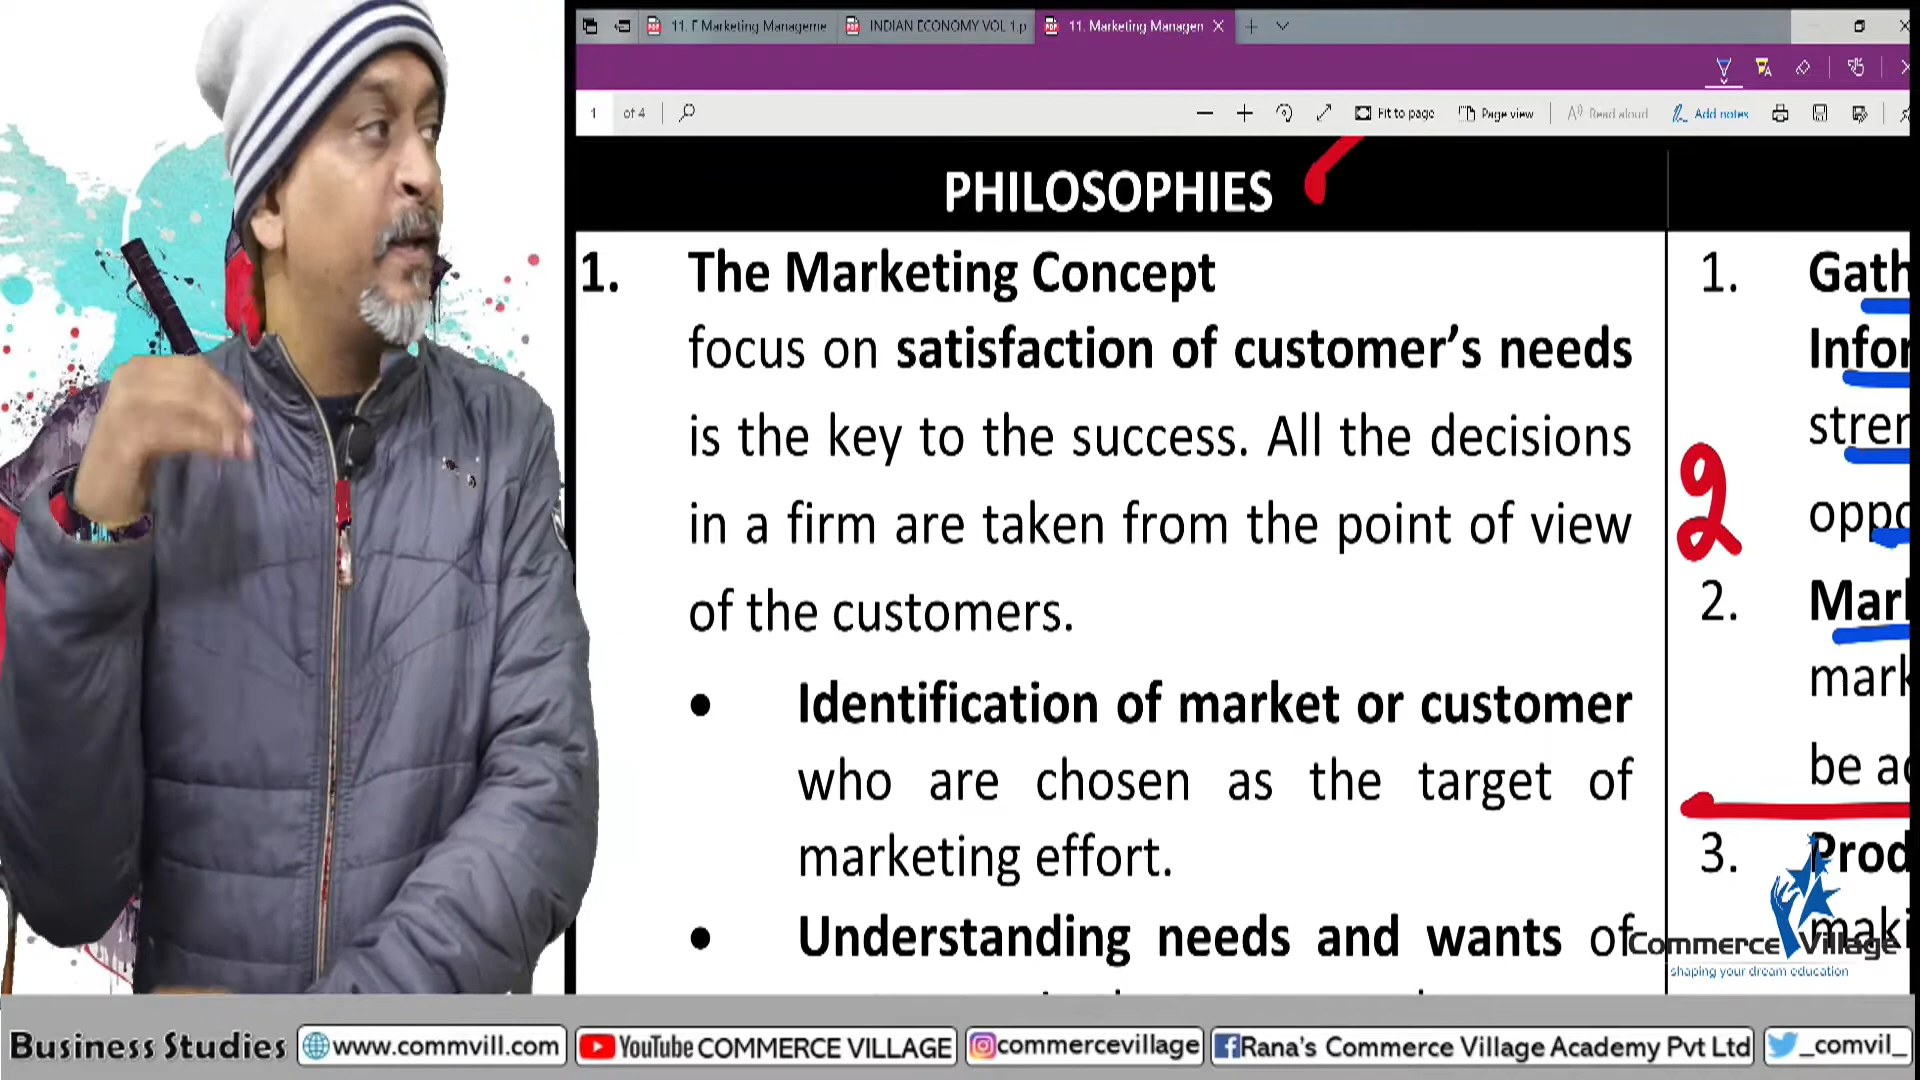 11. F Marketing Manageme
INDIAN ECONOMY VOL 1.p
11. Marketing Managen
1 of 4
Fit to page
Page view
Read aloud
Add notes
PHILOSOPHIES
1. The Marketing Concept
focus on satisfaction of customer's needs
is the key to the success. All the decisions
in a firm are taken from the point of view
of the customers.
• Identification of market or customer
who are chosen as the target of
marketing effort.
• Understanding needs and wants of
1. Gath
Infor
stren
oppo
2
2. Mark
mark
be ac
3. Prod
maki
Commerce Village
shaping your dream education
Business Studies
www.commvill.com
YouTube COMMERCE VILLAGE
commercevillage
Rana's Commerce Village Academy Pvt Ltd
_comvil_